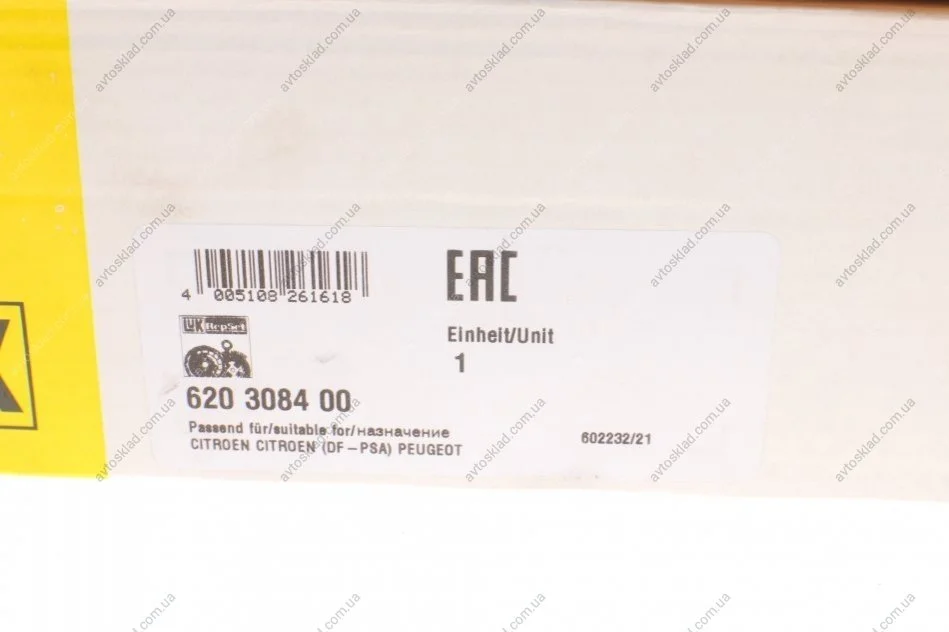 4 005108 261618
EAC
LUK RepSet
Einheit/Unit
1
620 3084 00
Passend für/suitable for/назначение
CITROEN CITROEN (DF-PSA) PEUGEOT
602232/21
K
avtosklad.com.ua